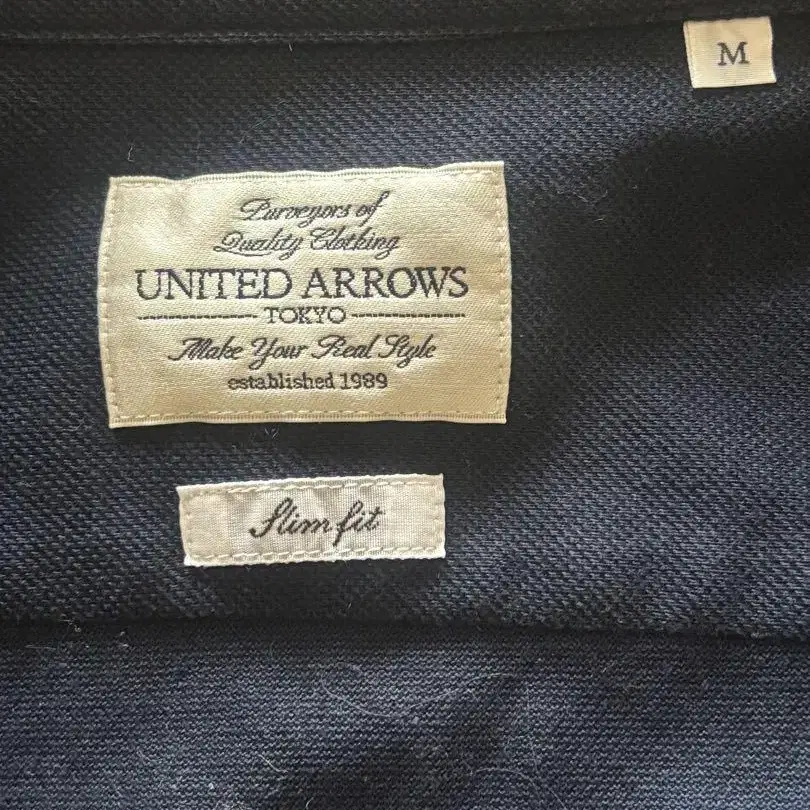 M
Purveyors of
Quality Clothing
UNITED ARROWS
TOKYO
Make Your Real Style
established 1989
Slim fit